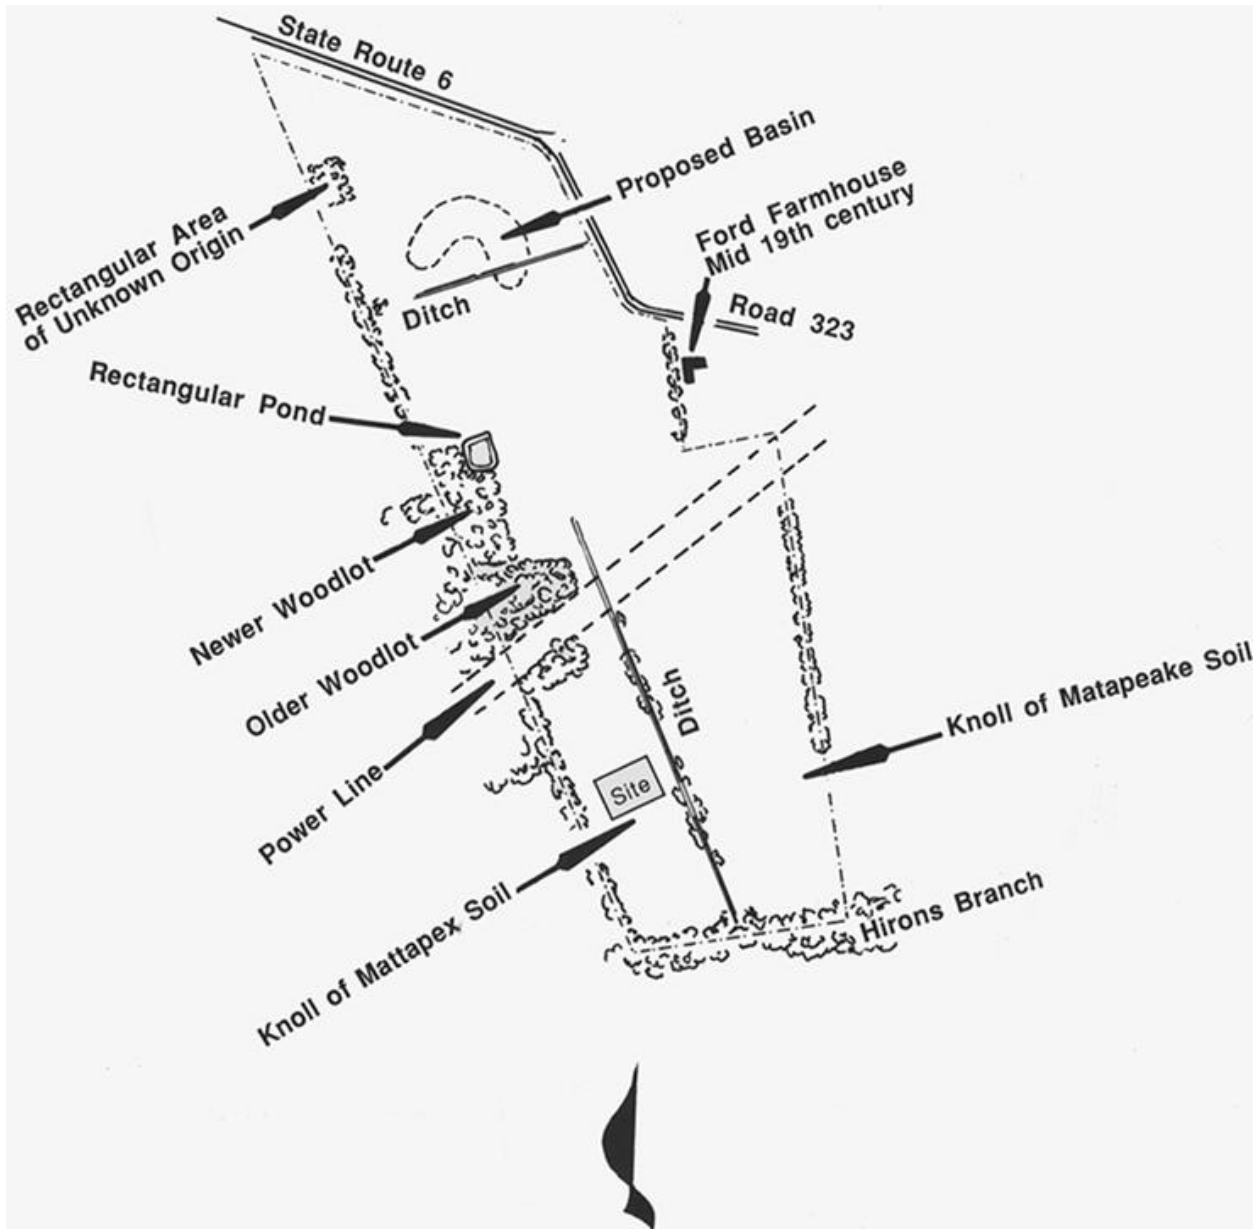 State Route 6
Proposed Basin
Ford Farmhouse
Mid 19th century
Rectangular Area
of Unknown Origin
Ditch
Road 323
Rectangular Pond
Newer Woodlot
Older Woodlot
C
Power Line
Ditch
Knoll of Matapeake Soil
Site
Knoll of Mattapex Soil
Hirons Branch